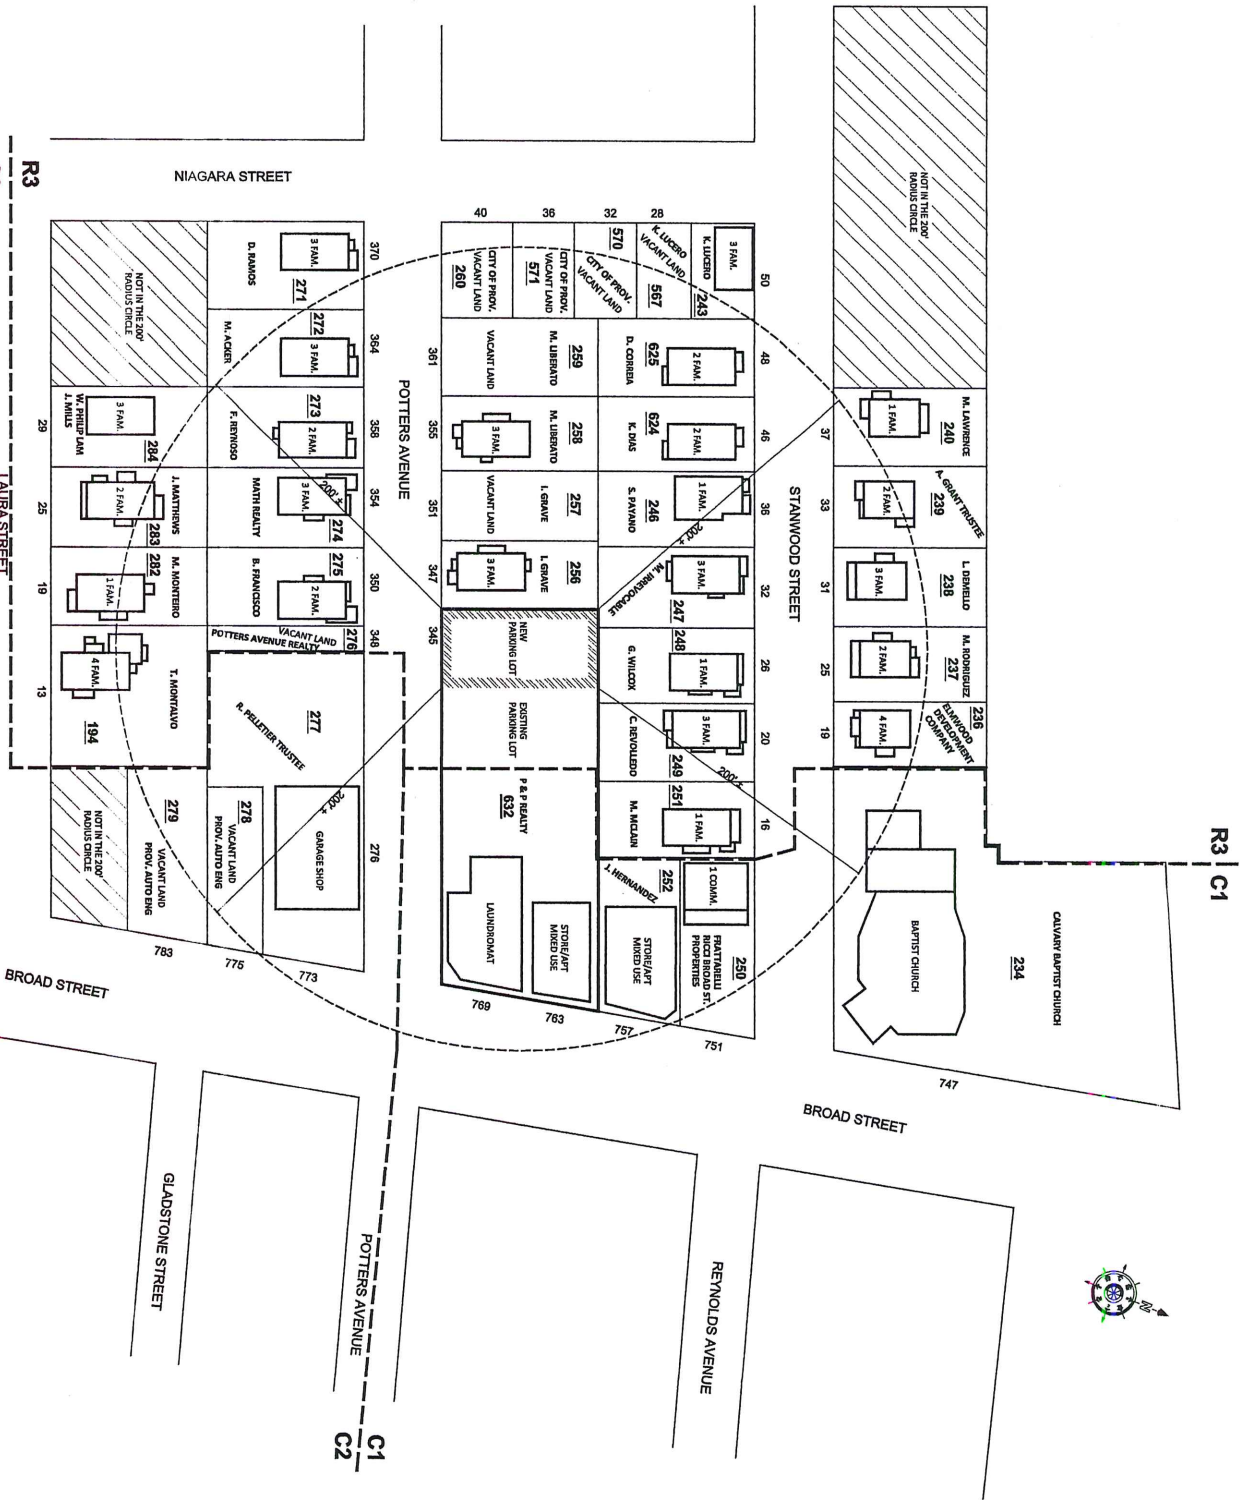 R3
NIAGARA STREET
NOT IN THE 200'
RADIUS CIRCLE
NOT IN THE 200'
RADIUS CIRCLE
3 FAM.
D. RAMOS
271
370
3 FAM.
M. ACKER
272
364
2 FAM.
F. REYNOSO
273
358
3 FAM.
MATH REALTY
274
354
200' ±
2 FAM.
B. FRANCISCO
275
350
VACANT LAND
POTTERS AVENUE REALTY
276
348
3 FAM.
W. PHILIP LAM
J. MILLS
284
29
2 FAM.
J. MATTHEWS
283
25
1 FAM.
M. MONTEIRO
282
19
4 FAM.
T. MONTALVO
194
13
LAURA STREET
277
R. PELLETIER TRUSTEE
200' ±
GARAGE SHOP
276
278
VACANT LAND
PROV. AUTO ENG
279
VACANT LAND
PROV. AUTO ENG
NOT IN THE 200'
RADIUS CIRCLE
783
775
773
POTTERS AVENUE
40
36
32
28
CITY OF PROV.
VACANT LAND
260
CITY OF PROV.
VACANT LAND
571
570
CITY OF PROV.
VACANT LAND
K. LUCERO
VACANT LAND
567
K. LUCERO
243
3 FAM.
50
361
VACANT LAND
M. LIBERATO
259
355
3 FAM.
M. LIBERATO
258
351
VACANT LAND
I. GRAVE
257
347
3 FAM.
I. GRAVE
256
345
NEW
PARKING LOT
EXISTING
PARKING LOT
P & P REALTY
632
LAUNDROMAT
STORE/APT
MIXED USE
769
763
D. CORREIA
625
2 FAM.
48
K. DIAS
624
2 FAM.
46
S. PAYANO
246
1 FAM.
36
200' ±
M. IRREVOCABLE
247
3 FAM.
32
G. WILCOX
248
1 FAM.
26
C. REVOLLEDO
249
3 FAM.
20
200' ±
M. MCLAIN
251
1 FAM.
16
J. HERNANDEZ
252
STORE/APT
MIXED USE
1 COMM.
FRATTARELLI
RICCI BROAD ST.
PROPERTIES
250
757
751
STANWOOD STREET
37
1 FAM.
M. LAWRENCE
240
33
2 FAM.
A. GRANT TRUSTEE
239
31
3 FAM.
L. DEMELLO
238
25
2 FAM.
M. RODRIGUEZ
237
19
4 FAM.
236
ELMWOOD
DEVELOPMENT
COMPANY
BAPTIST CHURCH
234
CALVARY BAPTIST CHURCH
747
R3
C1
BROAD STREET
BROAD STREET
GLADSTONE STREET
POTTERS AVENUE
REYNOLDS AVENUE
C1
C2
N